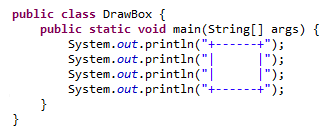 public class DrawBox {
    public static void main(String[] args) {
        System.out.println("+------+");
        System.out.println("|      |");
        System.out.println("|      |");
        System.out.println("+------+");
    }
}